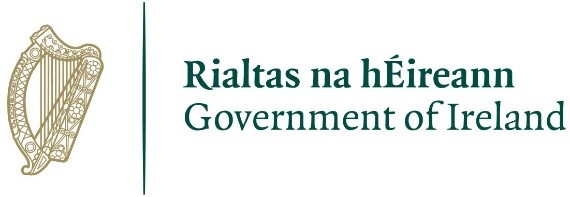 Rialtas na hÉireann
Government of Ireland